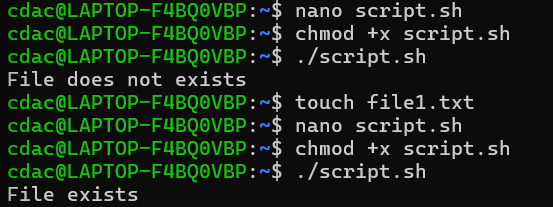 cdac@LAPTOP-F4BQ0VBP:~$ nano script.sh
cdac@LAPTOP-F4BQ0VBP:~$ chmod +x script.sh
cdac@LAPTOP-F4BQ0VBP:~$ ./script.sh
File does not exists
cdac@LAPTOP-F4BQ0VBP:~$ touch file1.txt
cdac@LAPTOP-F4BQ0VBP:~$ nano script.sh
cdac@LAPTOP-F4BQ0VBP:~$ chmod +x script.sh
cdac@LAPTOP-F4BQ0VBP:~$ ./script.sh
File exists